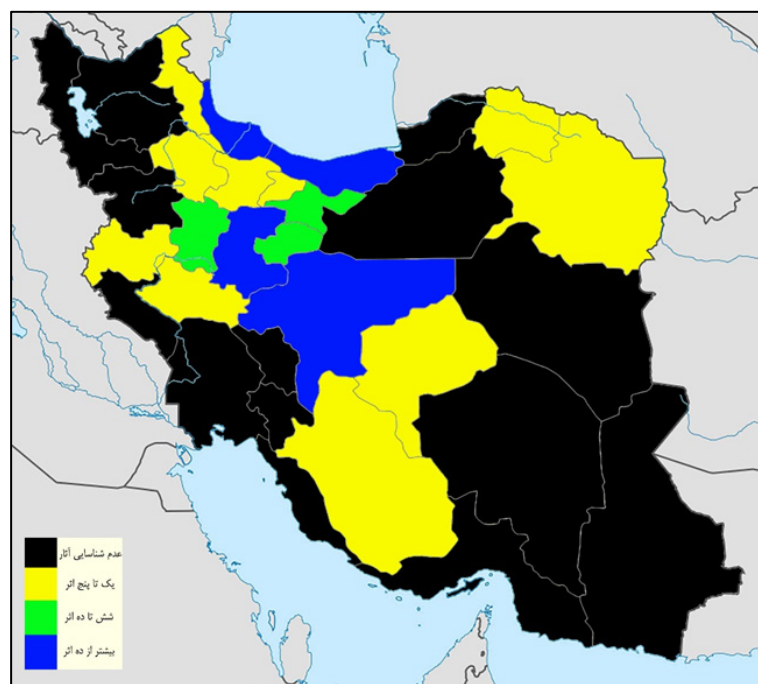 عدم شناسایی آثار
یک تا پنج اثر
شش تا ده اثر
بیشتر از ده اثر